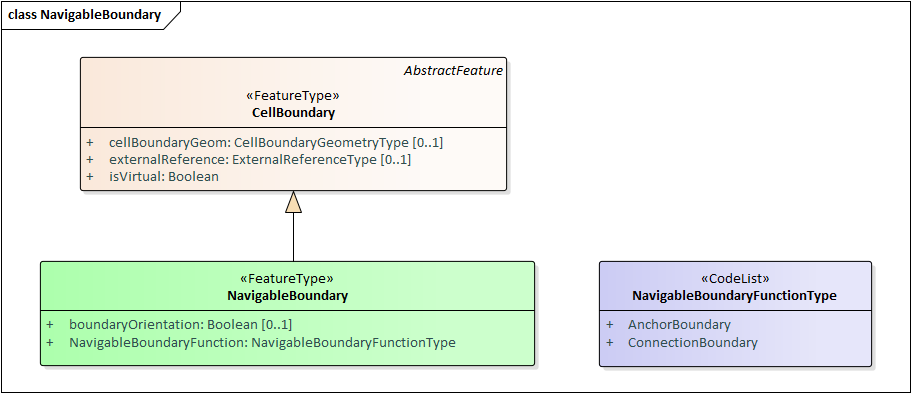 class NavigableBoundary
AbstractFeature
«FeatureType»
CellBoundary
+ cellBoundaryGeom: CellBoundaryGeometryType [0..1]
+ externalReference: ExternalReferenceType [0..1]
+ isVirtual: Boolean
«FeatureType»
NavigableBoundary
+ boundaryOrientation: Boolean [0..1]
+ NavigableBoundaryFunction: NavigableBoundaryFunctionType
«CodeList»
NavigableBoundaryFunctionType
+ AnchorBoundary
+ ConnectionBoundary